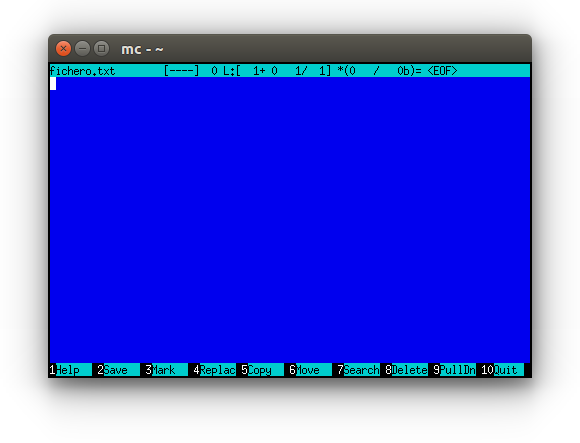 mc - ~
fichero.txt [----] 0 L:[ 1+ 0 1/ 1] *(0 / 0b)= <EOF>
1Help 2Save 3Mark 4Replac 5Copy 6Move 7Search 8Delete 9PullDn 10Quit